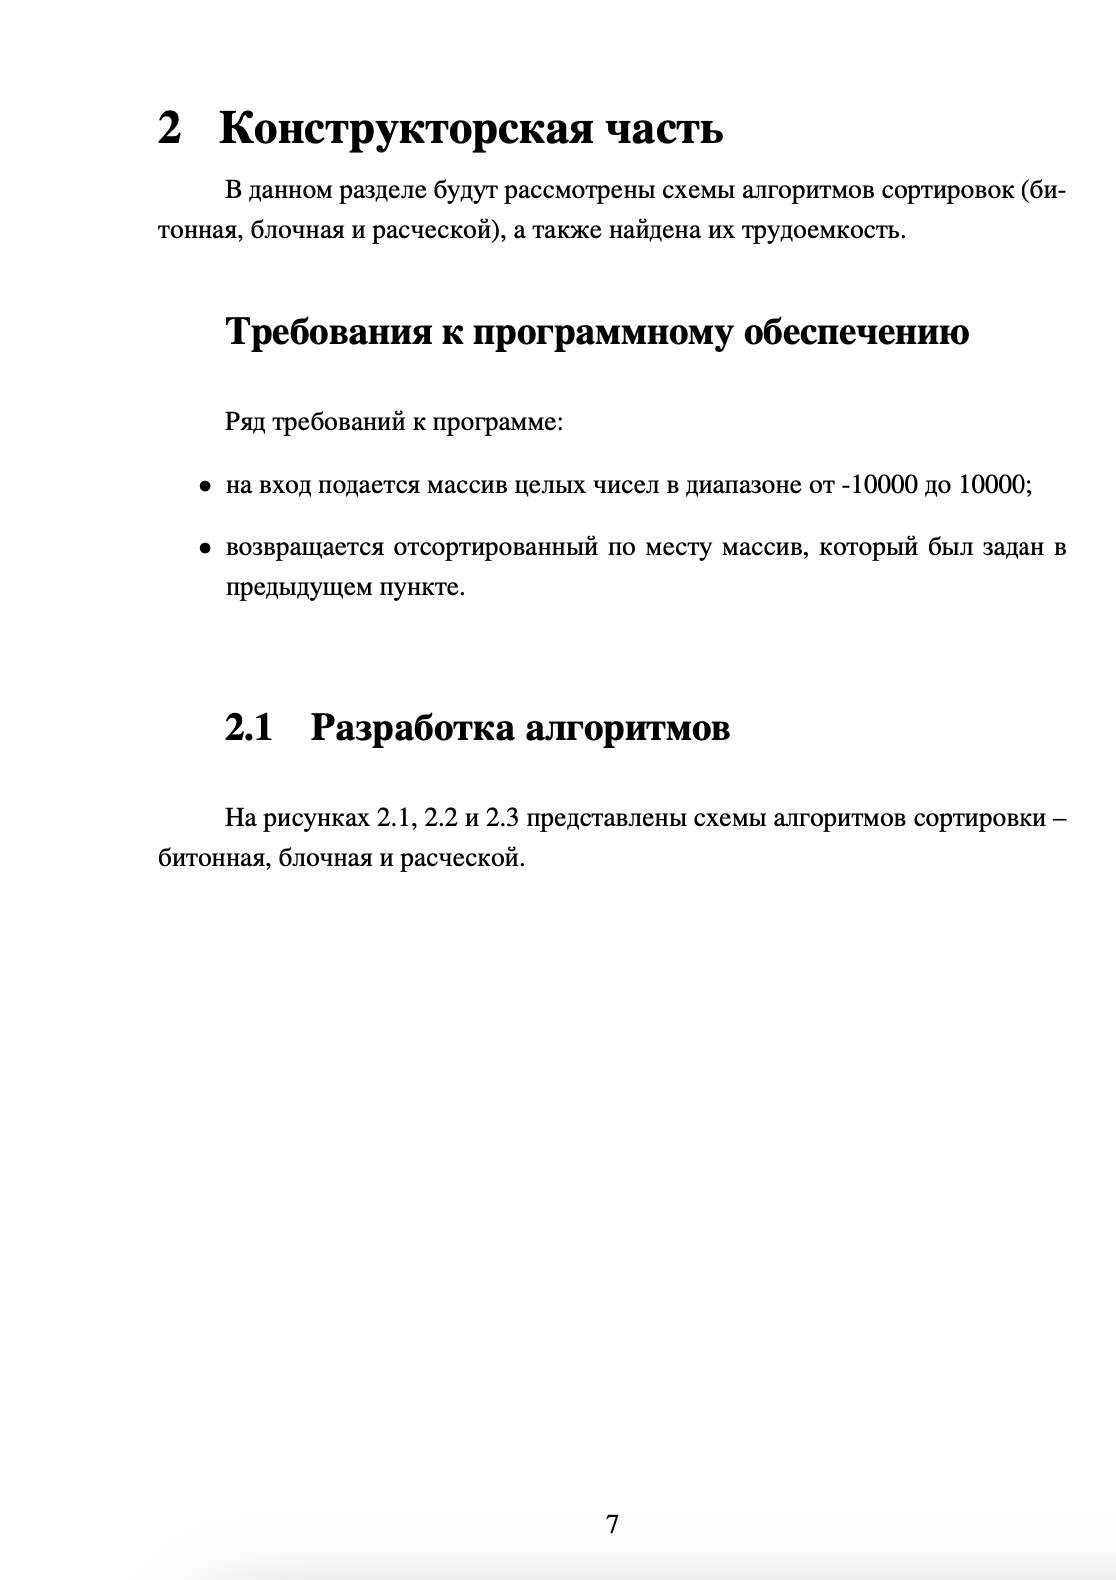 2 Конструкторская часть
В данном разделе будут рассмотрены схемы алгоритмов сортировок (би-
тонная, блочная и расческой), а также найдена их трудоемкость.
Требования к программному обеспечению
Ряд требований к программе:
● на вход подается массив целых чисел в диапазоне от -10000 до 10000;
● возвращается отсортированный по месту массив, который был задан в
предыдущем пункте.
2.1 Разработка алгоритмов
На рисунках 2.1, 2.2 и 2.3 представлены схемы алгоритмов сортировки –
битонная, блочная и расческой.
7